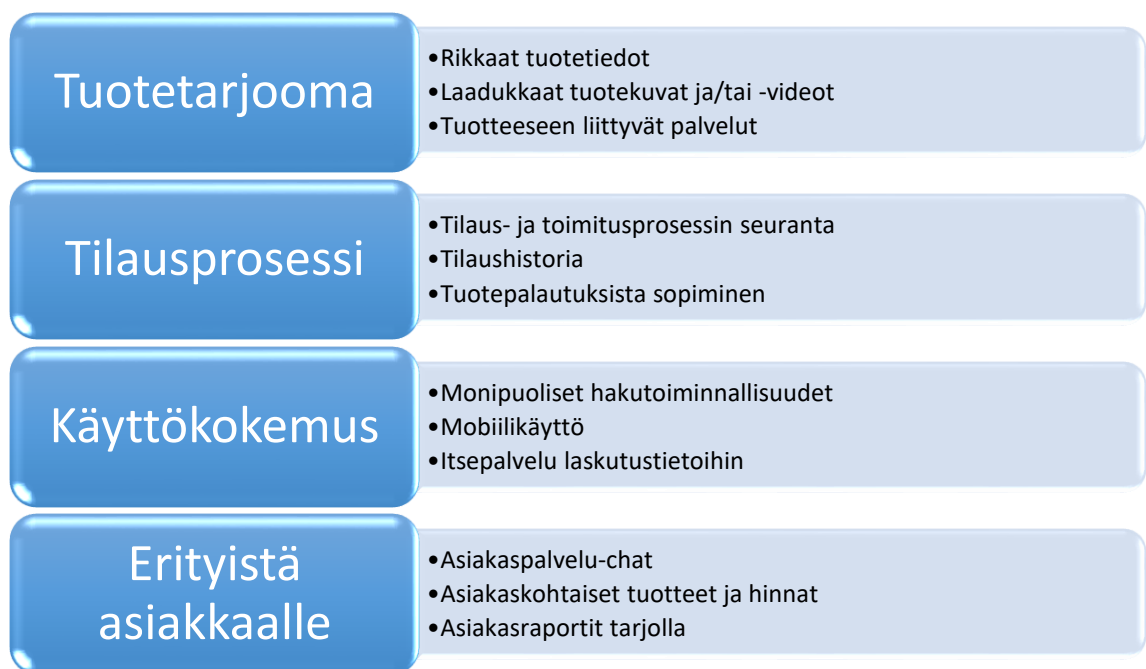 Tuotetarjooma
•Rikkaat tuotetiedot
•Laadukkaat tuotekuvat ja/tai -videot
•Tuotteeseen liittyvät palvelut
Tilausprosessi
•Tilaus- ja toimitusprosessin seuranta
•Tilaushistoria
•Tuotepalautuksista sopiminen
Käyttökokemus
•Monipuoliset hakutoiminnallisuudet
•Mobiilikäyttö
•Itsepalvelu laskutustietoihin
Erityistä
asiakkaalle
•Asiakaspalvelu-chat
•Asiakaskohtaiset tuotteet ja hinnat
•Asiakasraportit tarjolla